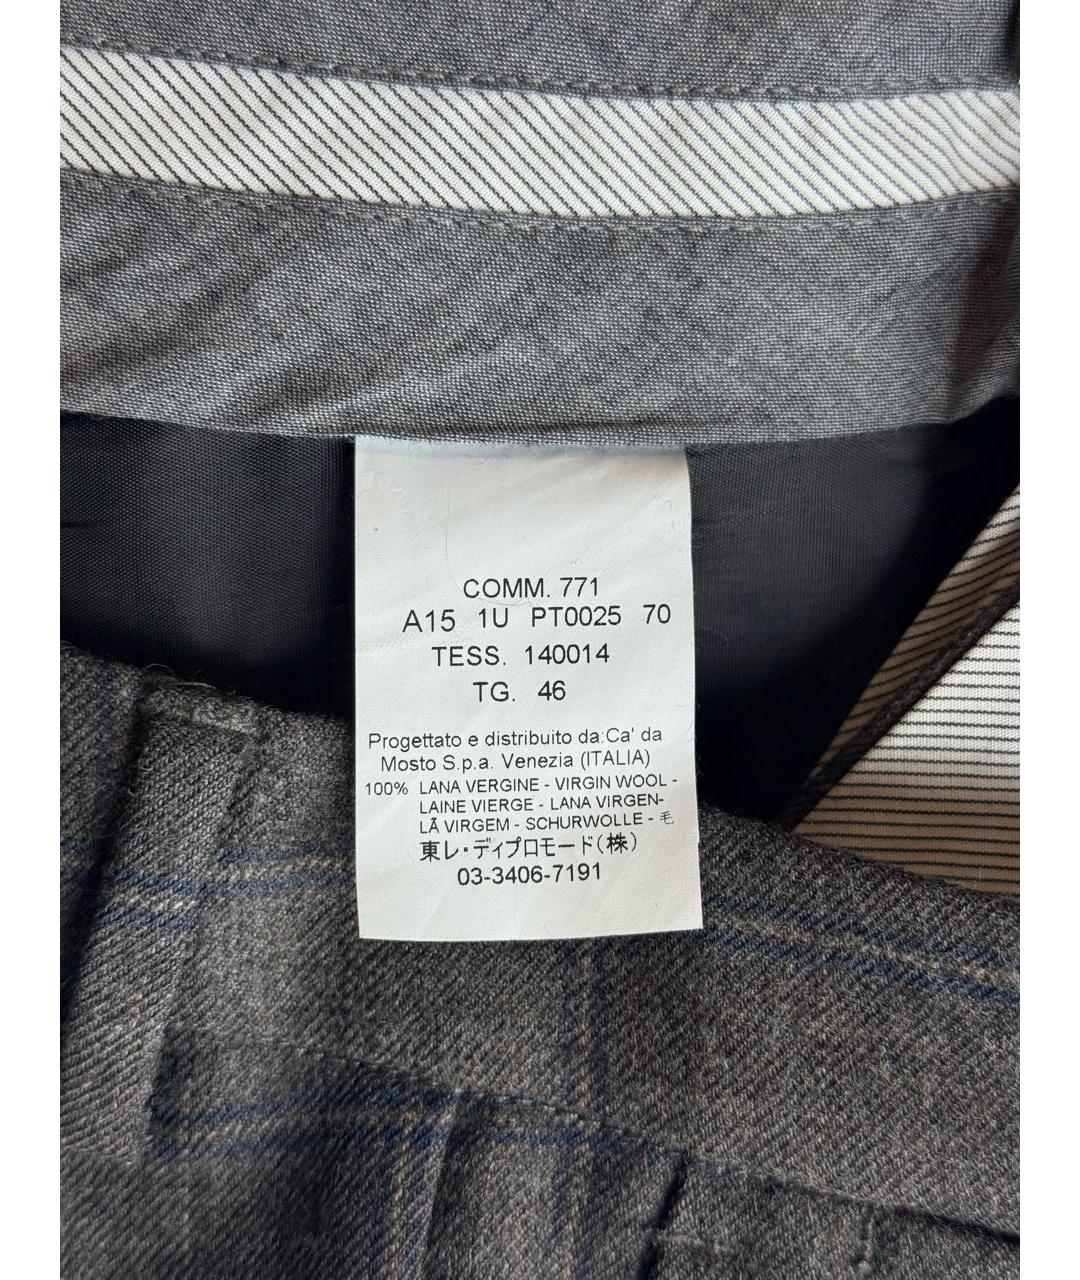 COMM. 771
A15 1U PT0025 70
TESS. 140014
TG. 46
Progettato e distribuito da:Ca' da
Mosto S.p.a. Venezia (ITALIA)
100% LANA VERGINE - VIRGIN WOOL -
LAINE VIERGE - LANA VIRGEN-
LÃ VIRGEM - SCHURWOLLE - 毛
東レ・ディプロモード(株)
03-3406-7191